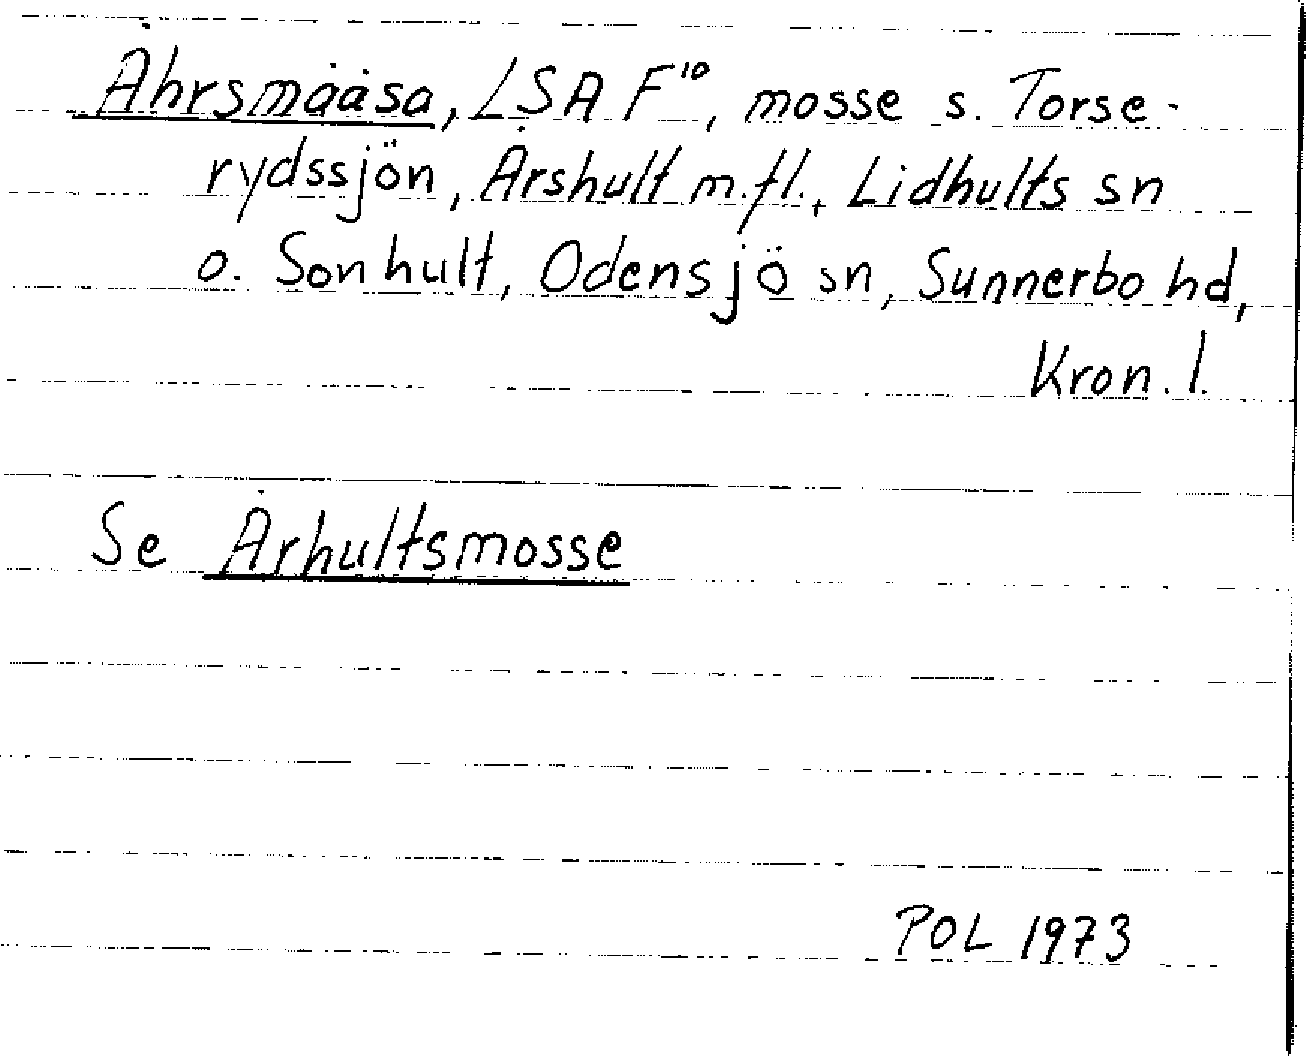 Åhrsmååsa, LSA F¹⁰, mosse s. Torse-
rydssjön, Årshult m.fl., Lidhults sn
o. Sonhult, Odensjö sn, Sunnerbo hd,
Kron. l.
Se Århultsmosse
POL 1973